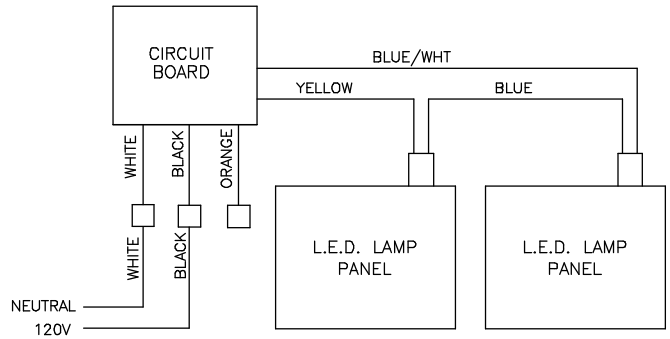 CIRCUIT
BOARD
BLUE/WHT
YELLOW
BLUE
WHITE
BLACK
ORANGE
WHITE
BLACK
L.E.D. LAMP
PANEL
L.E.D. LAMP
PANEL
NEUTRAL
120V